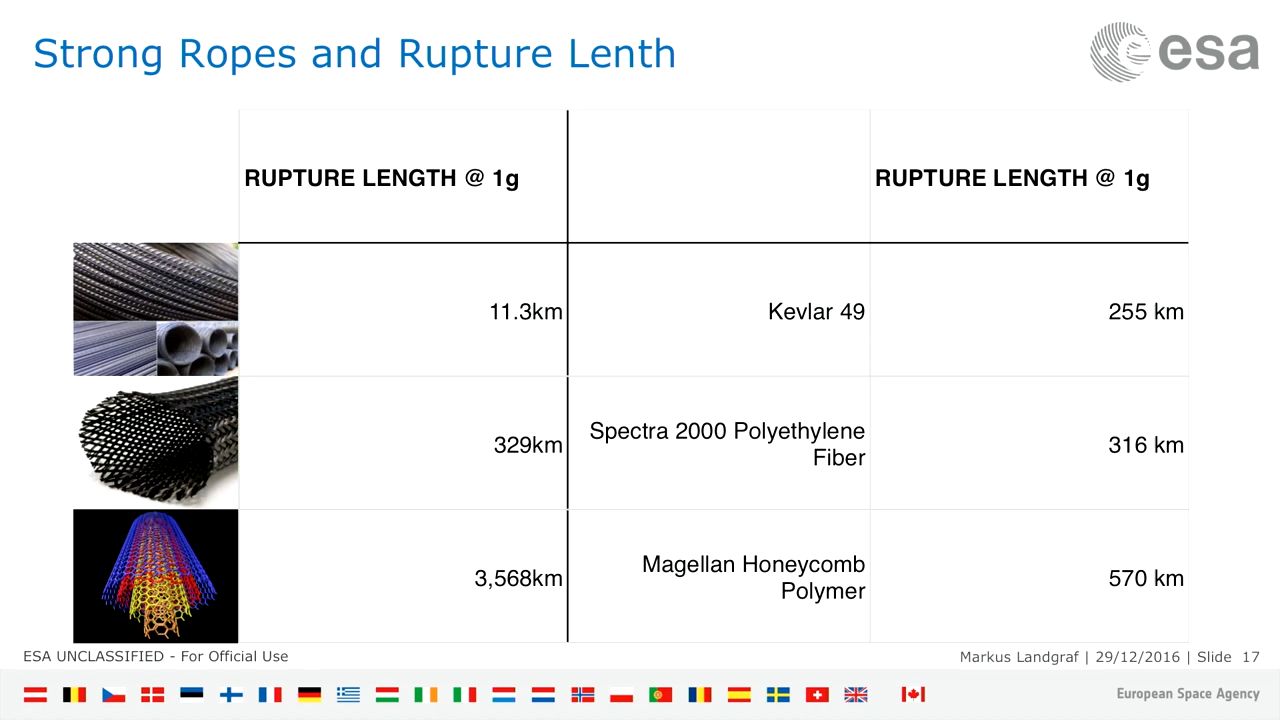 Strong Ropes and Rupture Lenth
esa
RUPTURE LENGTH @ 1g
RUPTURE LENGTH @ 1g
11.3km
Kevlar 49
255 km
329km
Spectra 2000 Polyethylene
Fiber
316 km
3,568km
Magellan Honeycomb
Polymer
570 km
ESA UNCLASSIFIED - For Official Use
Markus Landgraf | 29/12/2016 | Slide 17
European Space Agency